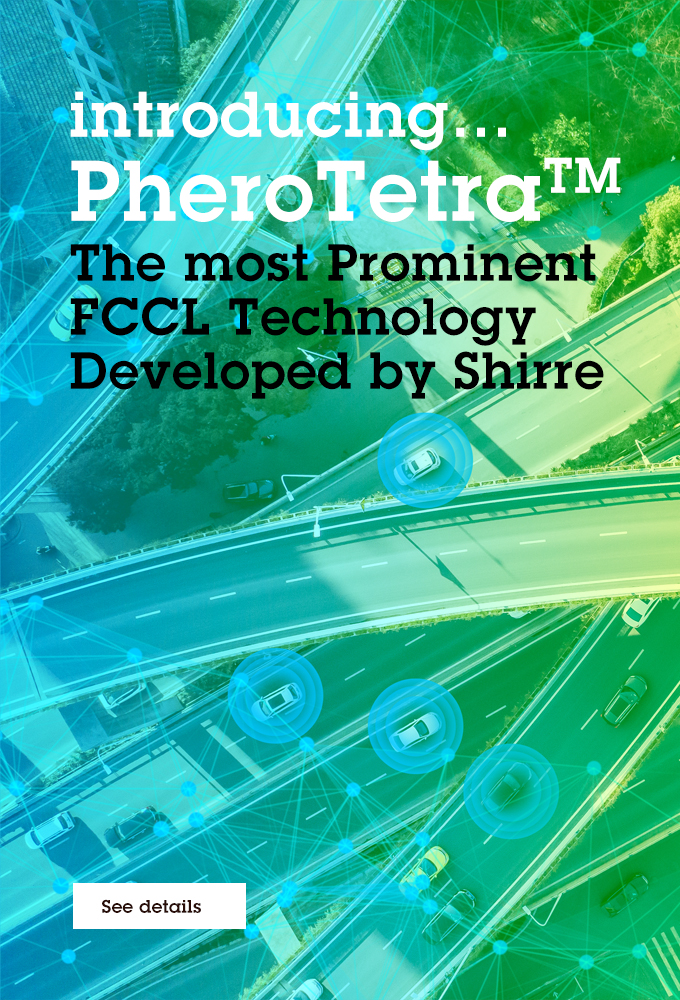 introducing...
PheroTetra™
The most Prominent
FCCL Technology
Developed by Shirre
See details